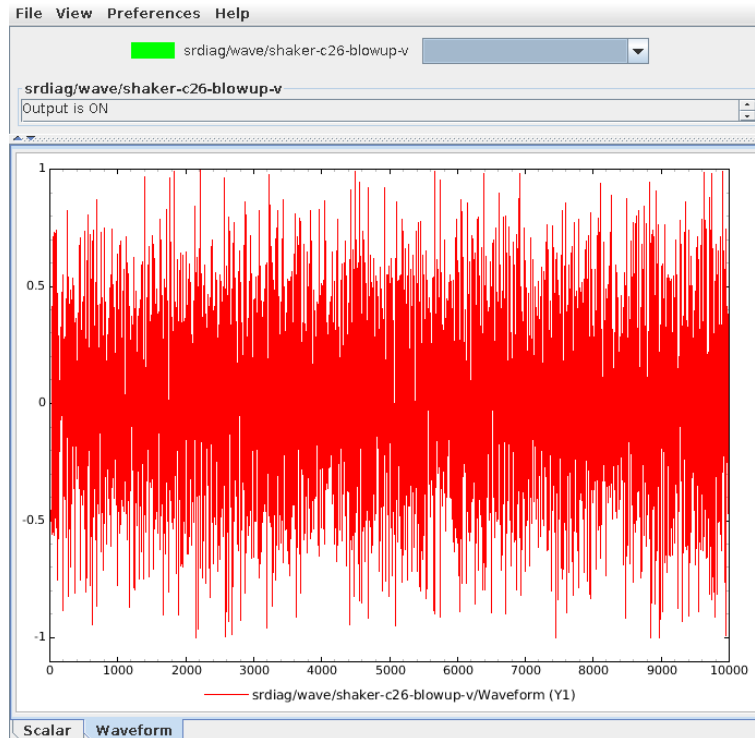 File View Preferences Help
srdiag/wave/shaker-c26-blowup-v
srdiag/wave/shaker-c26-blowup-v
Output is ON
1
0.5
0
-0.5
-1
0 1000 2000 3000 4000 5000 6000 7000 8000 9000 10000
srdiag/wave/shaker-c26-blowup-v/Waveform (Y1)
Scalar Waveform